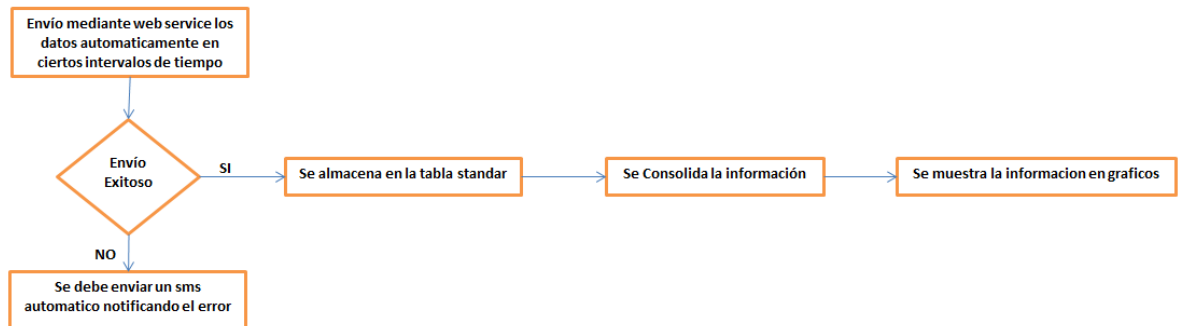 Envío mediante web service los
datos automaticamente en
ciertos intervalos de tiempo
Envío
Exitoso
SI
Se almacena en la tabla standar
Se Consolida la información
Se muestra la informacion en graficos
NO
Se debe enviar un sms
automatico notificando el error